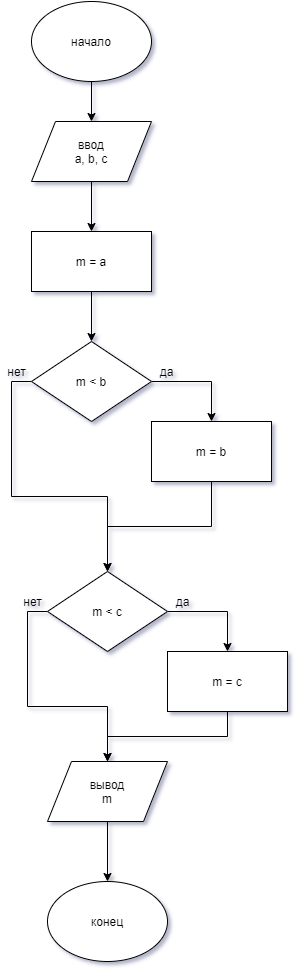 начало
ввод
a, b, c
m = a
m < b
нет
да
m = b
m < c
нет
да
m = c
вывод
m
конец